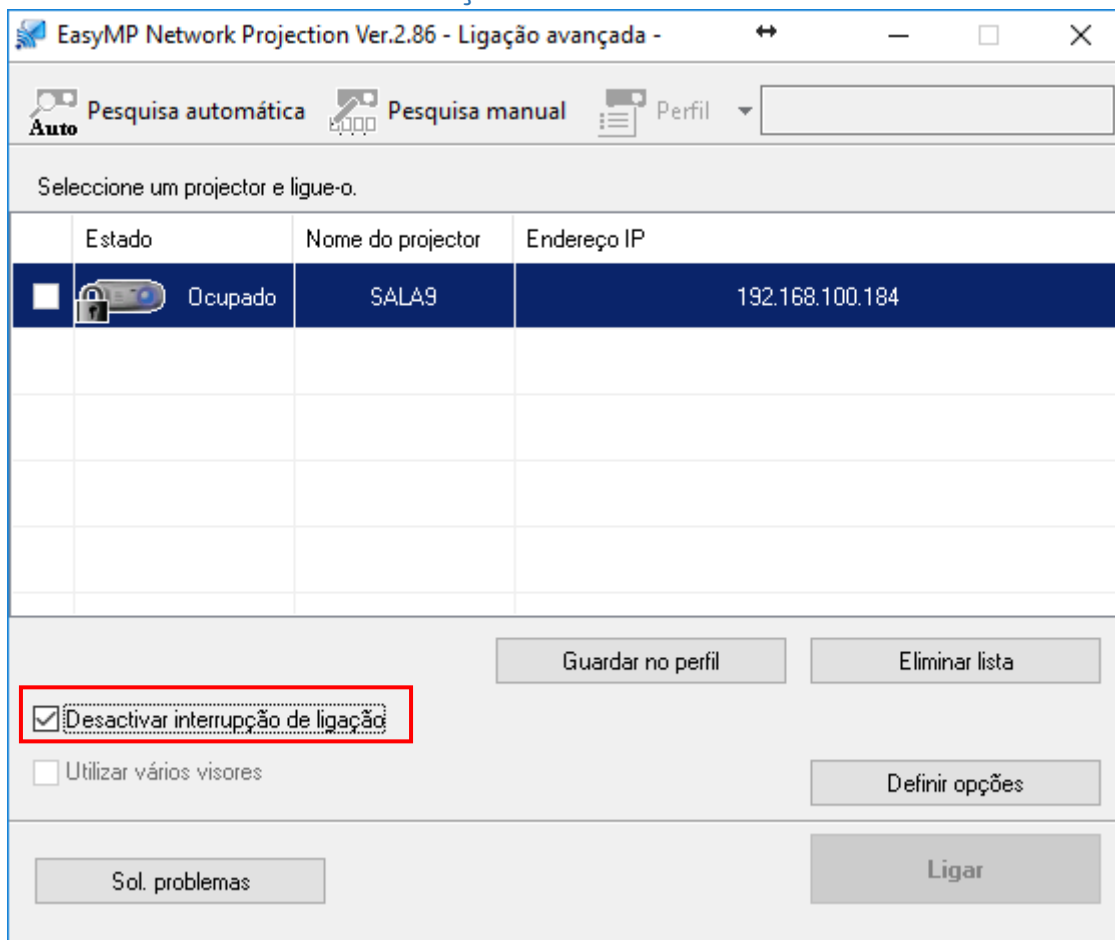 EasyMP Network Projection Ver.2.86 - Ligação avançada -
Auto Pesquisa automática Pesquisa manual Perfil
Seleccione um projector e ligue-o.
Estado Nome do projector Endereço IP
Ocupado SALA9 192.168.100.184
Guardar no perfil Eliminar lista
Desactivar interrupção de ligação
Utilizar vários visores
Definir opções
Ligar
Sol. problemas